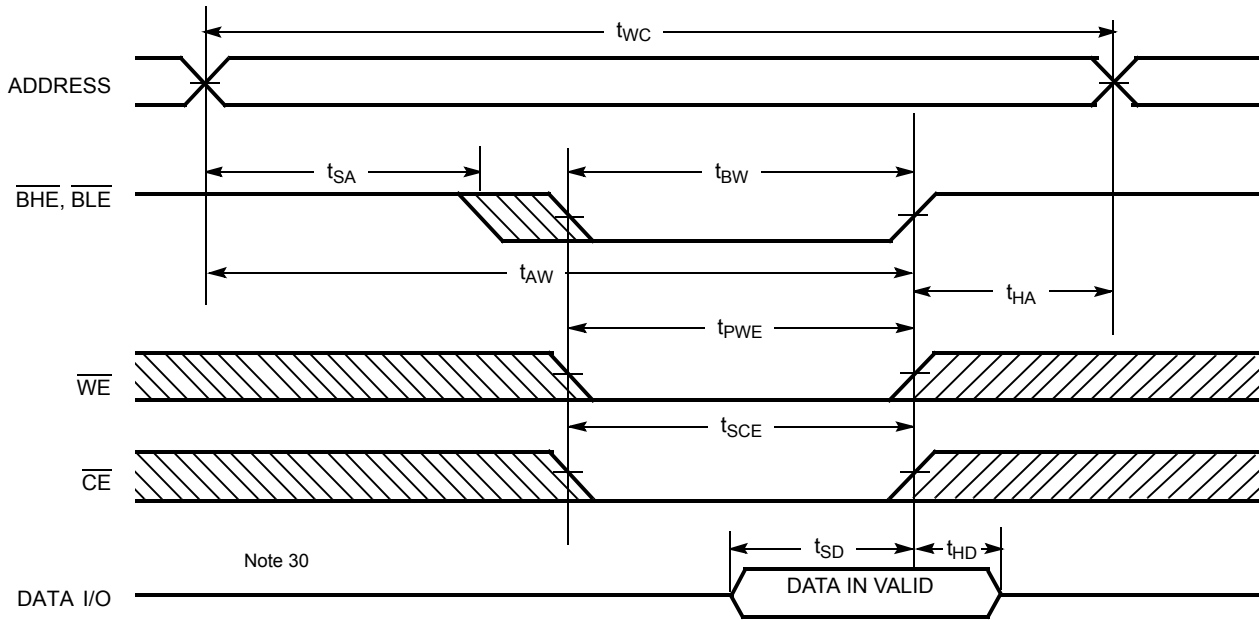 tWC
ADDRESS
tSA
tBW
BHE, BLE
tAW
tHA
tPWE
WE
tSCE
CE
Note 30
tSD
tHD
DATA IN VALID
DATA I/O